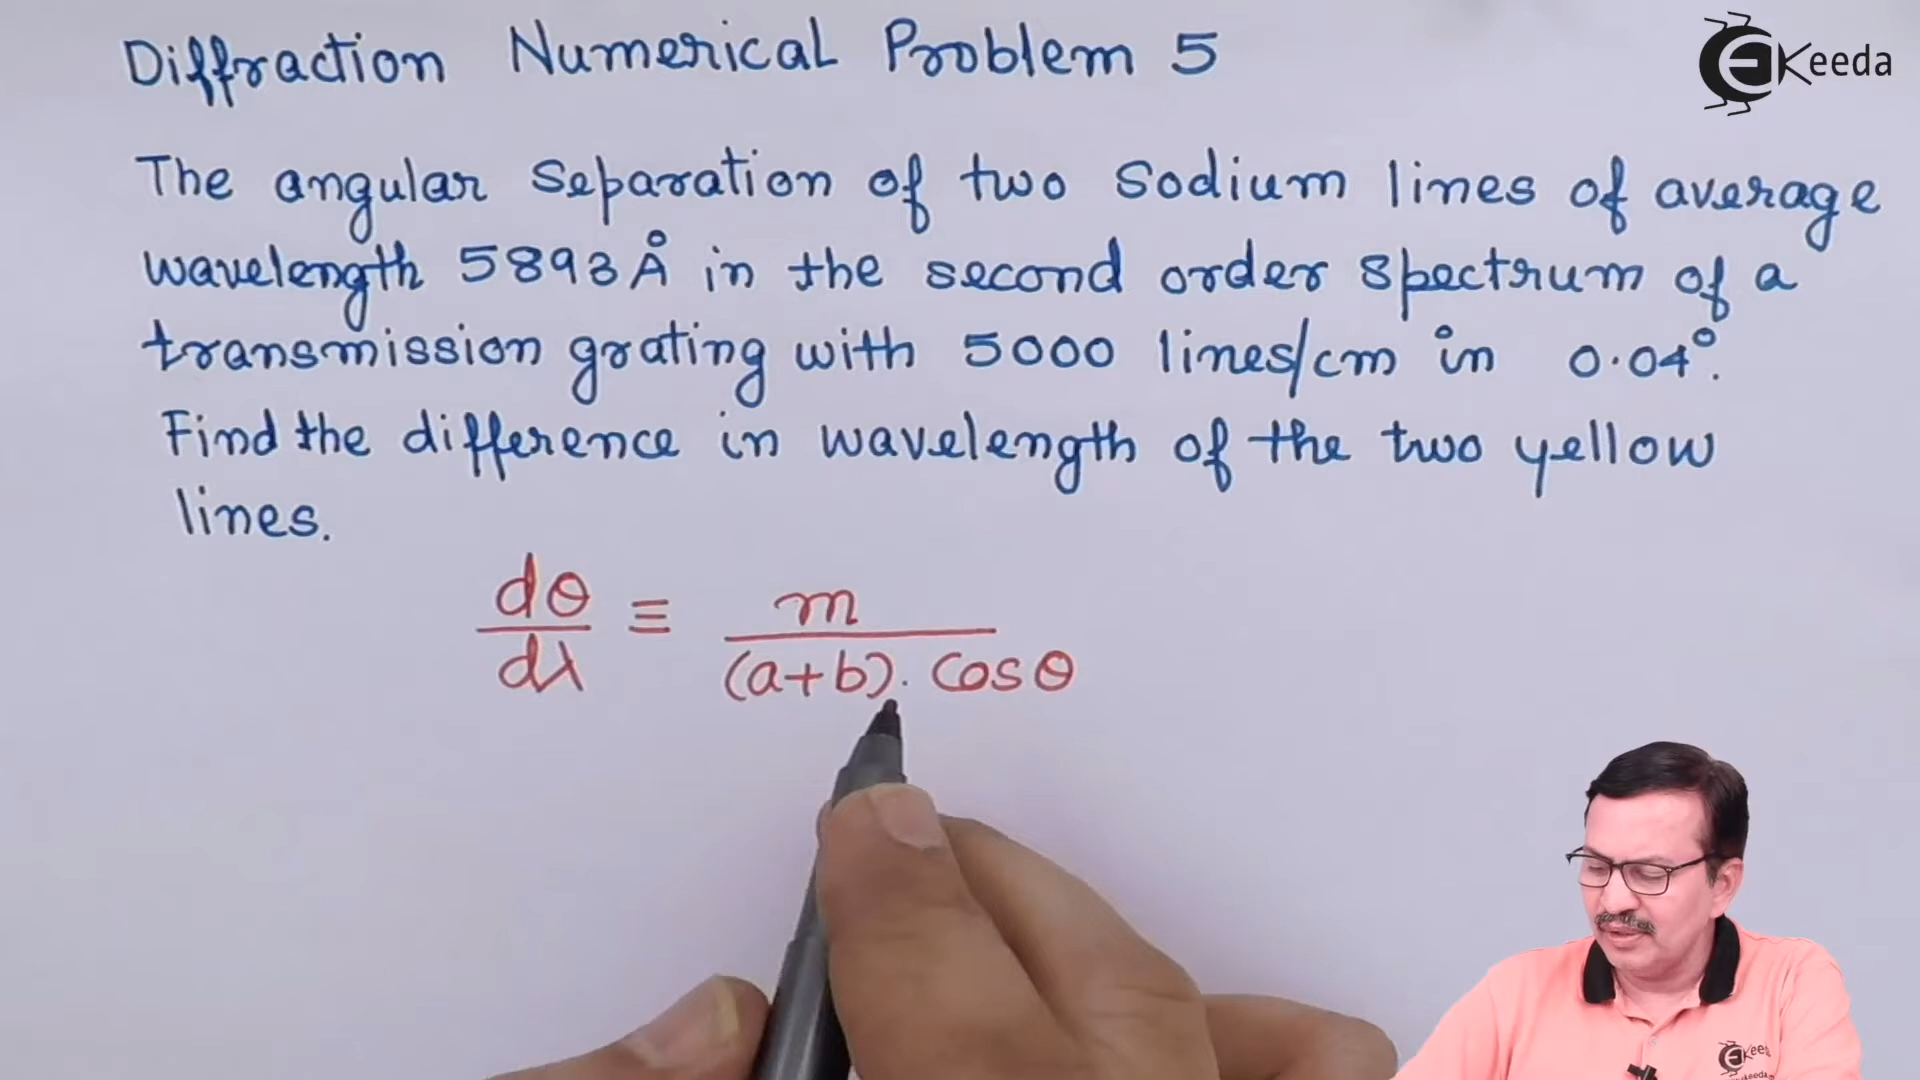 Diffraction Numerical Problem 5
EKeeda
The angular separation of two sodium lines of average
wavelength 5893Å in the second order spectrum of a
transmission grating with 5000 lines/cm in 0.04°.
Find the difference in wavelength of the two yellow
lines.
dθ/dλ ≡ m/(a+b). Cosθ